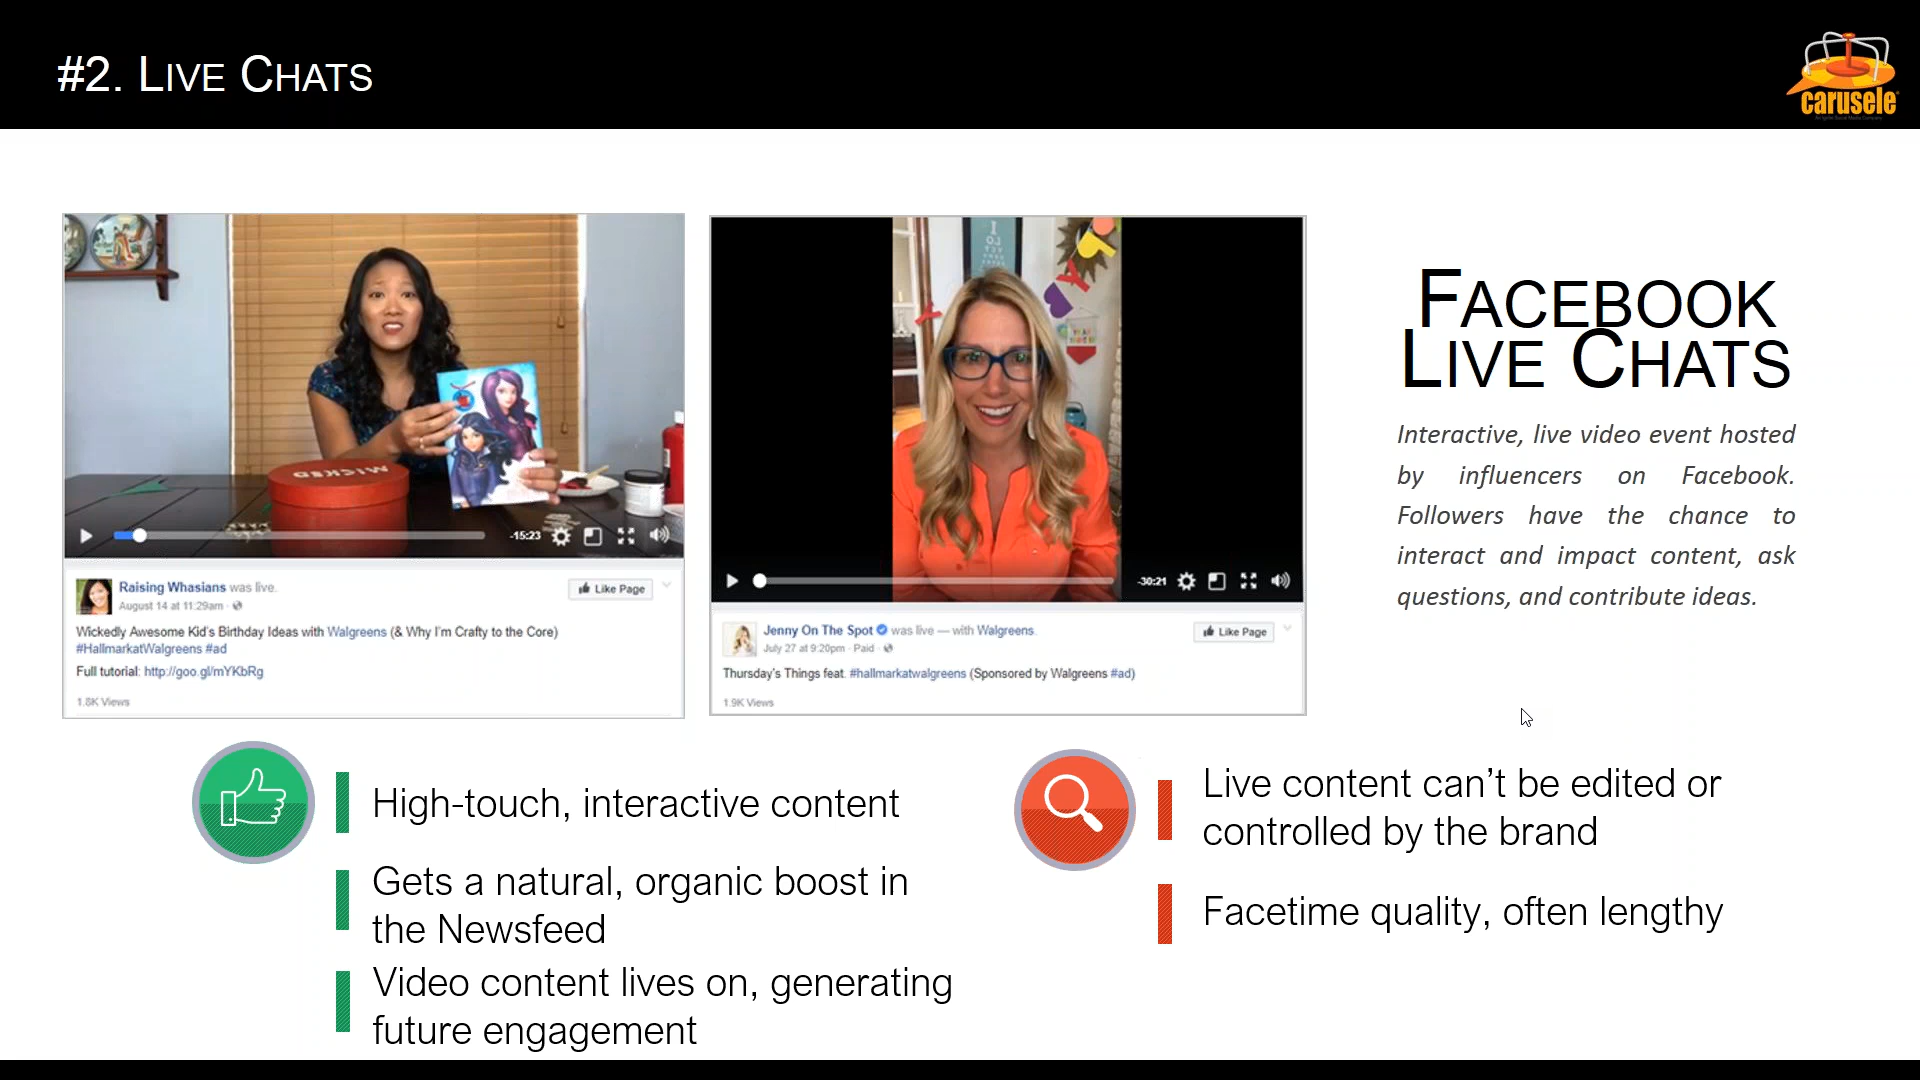 #2. LIVE CHATS
carusele
WICKED
-15:23
Raising Whasians was live.
Like Page
August 14 at 11:29am
Wickedly Awesome Kid's Birthday Ideas with Walgreens (& Why I'm Crafty to the Core)
#HallmarkatWalgreens #ad
Full tutorial: http://goo.gl/mYKbRg
1.8K Views
-30:21
Jenny On The Spot was live — with Walgreens.
Like Page
July 27 at 9:20pm · Paid ·
Thursday's Things feat. #hallmarkatwalgreens (Sponsored by Walgreens #ad)
1.9K Views
FACEBOOK
LIVE CHATS
Interactive, live video event hosted
by influencers on Facebook.
Followers have the chance to
interact and impact content, ask
questions, and contribute ideas.
High-touch, interactive content
Gets a natural, organic boost in
the Newsfeed
Video content lives on, generating
future engagement
Live content can’t be edited or
controlled by the brand
Facetime quality, often lengthy